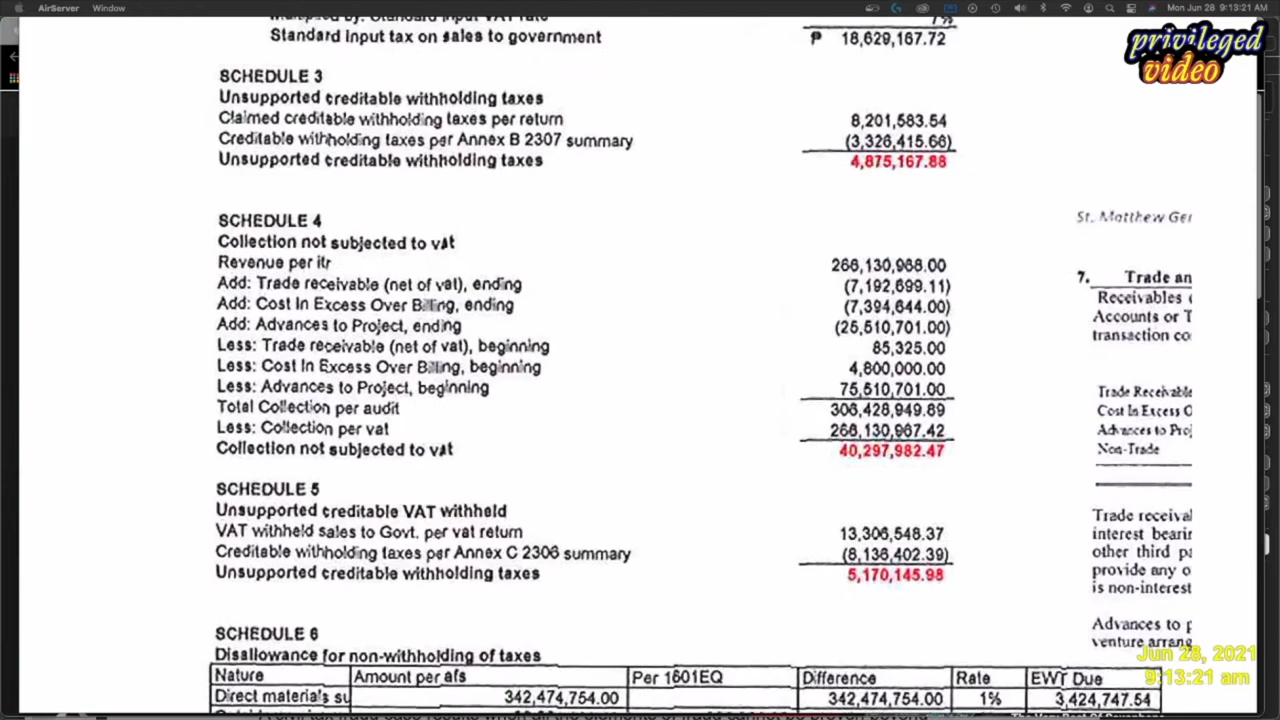 AirServer Window Mon Jun 28 9:13:21 AM
privileged
video
Standard input tax on sales to government ₱ 18,629,167.72
SCHEDULE 3
Unsupported creditable withholding taxes
Claimed creditable withholding taxes per return 8,201,583.54
Creditable withholding taxes per Annex B 2307 summary (3,326,415.66)
Unsupported creditable withholding taxes 4,875,167.88
SCHEDULE 4
Collection not subjected to vat
Revenue per itr 266,130,968.00
Add: Trade receivable (net of vat), ending (7,192,699.11)
Add: Cost In Excess Over Billing, ending (7,394,644.00)
Add: Advances to Project, ending (25,510,701.00)
Less: Trade receivable (net of vat), beginning 85,325.00
Less: Cost In Excess Over Billing, beginning 4,800,000.00
Less: Advances to Project, beginning 75,510,701.00
Total Collection per audit 306,428,949.89
Less: Collection per vat 266,130,967.42
Collection not subjected to vat 40,297,982.47
SCHEDULE 5
Unsupported creditable VAT withheld
VAT withheld sales to Govt. per vat return 13,306,548.37
Creditable withholding taxes per Annex C 2306 summary (8,136,402.39)
Unsupported creditable withholding taxes 5,170,145.98
SCHEDULE 6
Disallowance for non-withholding of taxes
Nature Amount per afs Per 1601EQ Difference Rate EWT Due
Direct materials su 342,474,754.00 342,474,754.00 1% 3,424,747.54
St. Matthew Ger
7. Trade an
Receivables
Accounts or T
transaction co
Trade Receivable
Cost In Excess O
Advances to Proj
Non-Trade
Trade receival
interest bearin
other third pa
provide any o
is non-interest
Advances to p
venture arrang
Jun 28, 2021
9:13:21 am